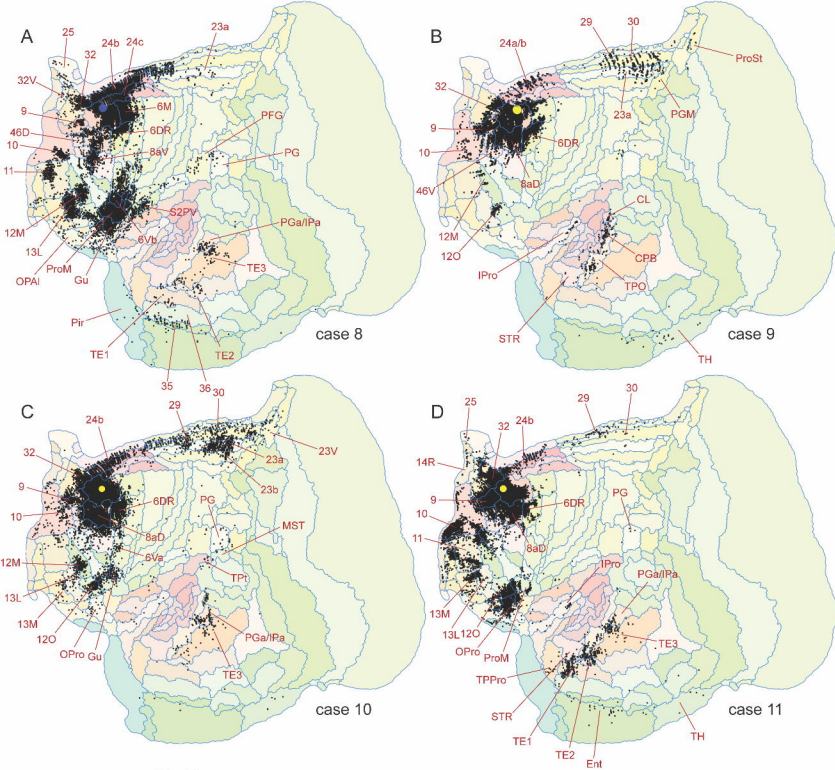 A
25
32
24b
24c
23a
32V
9
46D
10
11
6M
6DR
8aV
PFG
PG
S2PV
PGa/IPa
12M
13L
OPAl
ProM
Gu
6Vb
TE3
Pir
TE1
TE2
35
36
case 8
B
24a/b
29
30
ProSt
32
23a
PGM
9
10
6DR
46V
8aD
12M
12O
CL
IPro
CPB
TPO
STR
TH
case 9
C
24b
29
30
32
23V
23a
23b
9
10
6DR
PG
8aD
MST
6Va
12M
TPt
13L
13M
12O
OPro
Gu
PGa/IPa
TE3
case 10
D
25
32
24b
29
30
14R
9
6DR
PG
10
8aD
11
IPro
PGa/IPa
13M
13L
12O
OPro
ProM
TE3
TPPro
STR
TE1
TE2
Ent
TH
case 11